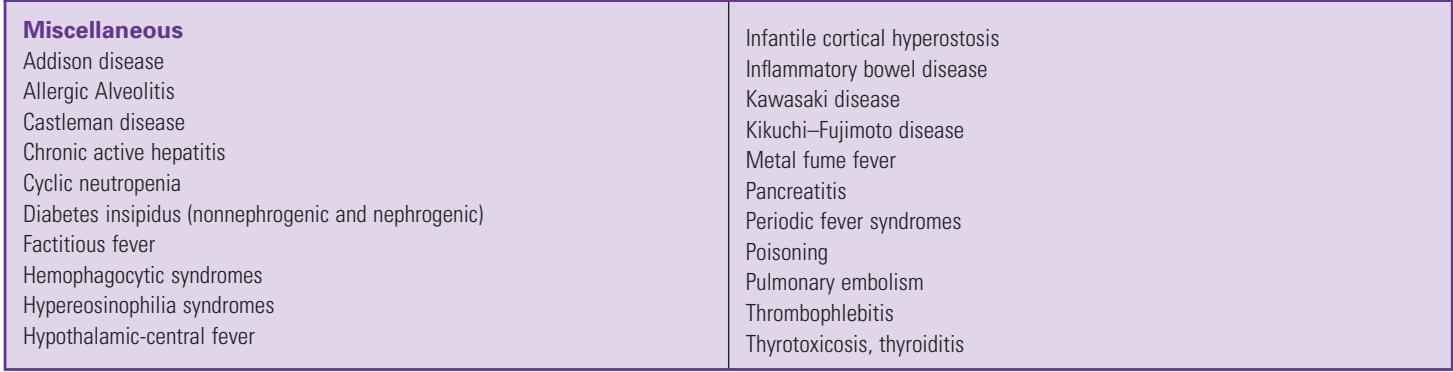 Miscellaneous
Addison disease
Allergic Alveolitis
Castleman disease
Chronic active hepatitis
Cyclic neutropenia
Diabetes insipidus (nonnephrogenic and nephrogenic)
Factitious fever
Hemophagocytic syndromes
Hypereosinophilia syndromes
Hypothalamic-central fever
Infantile cortical hyperostosis
Inflammatory bowel disease
Kawasaki disease
Kikuchi–Fujimoto disease
Metal fume fever
Pancreatitis
Periodic fever syndromes
Poisoning
Pulmonary embolism
Thrombophlebitis
Thyrotoxicosis, thyroiditis